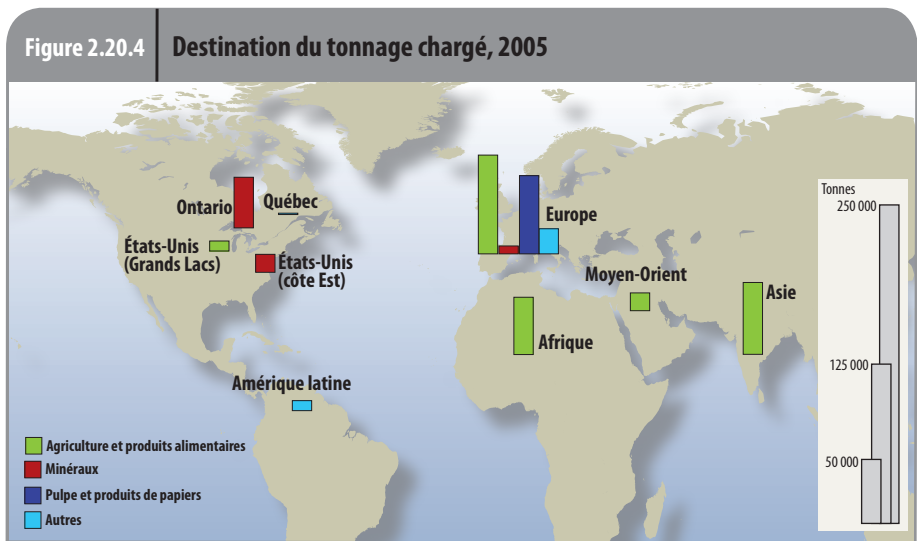 Figure 2.20.4
Destination du tonnage chargé, 2005
Ontario
Québec
États-Unis
(Grands Lacs)
États-Unis
(côte Est)
Amérique latine
Europe
Moyen-Orient
Afrique
Asie
Tonnes
250 000
125 000
50 000
Agriculture et produits alimentaires
Minéraux
Pulpe et produits de papiers
Autres